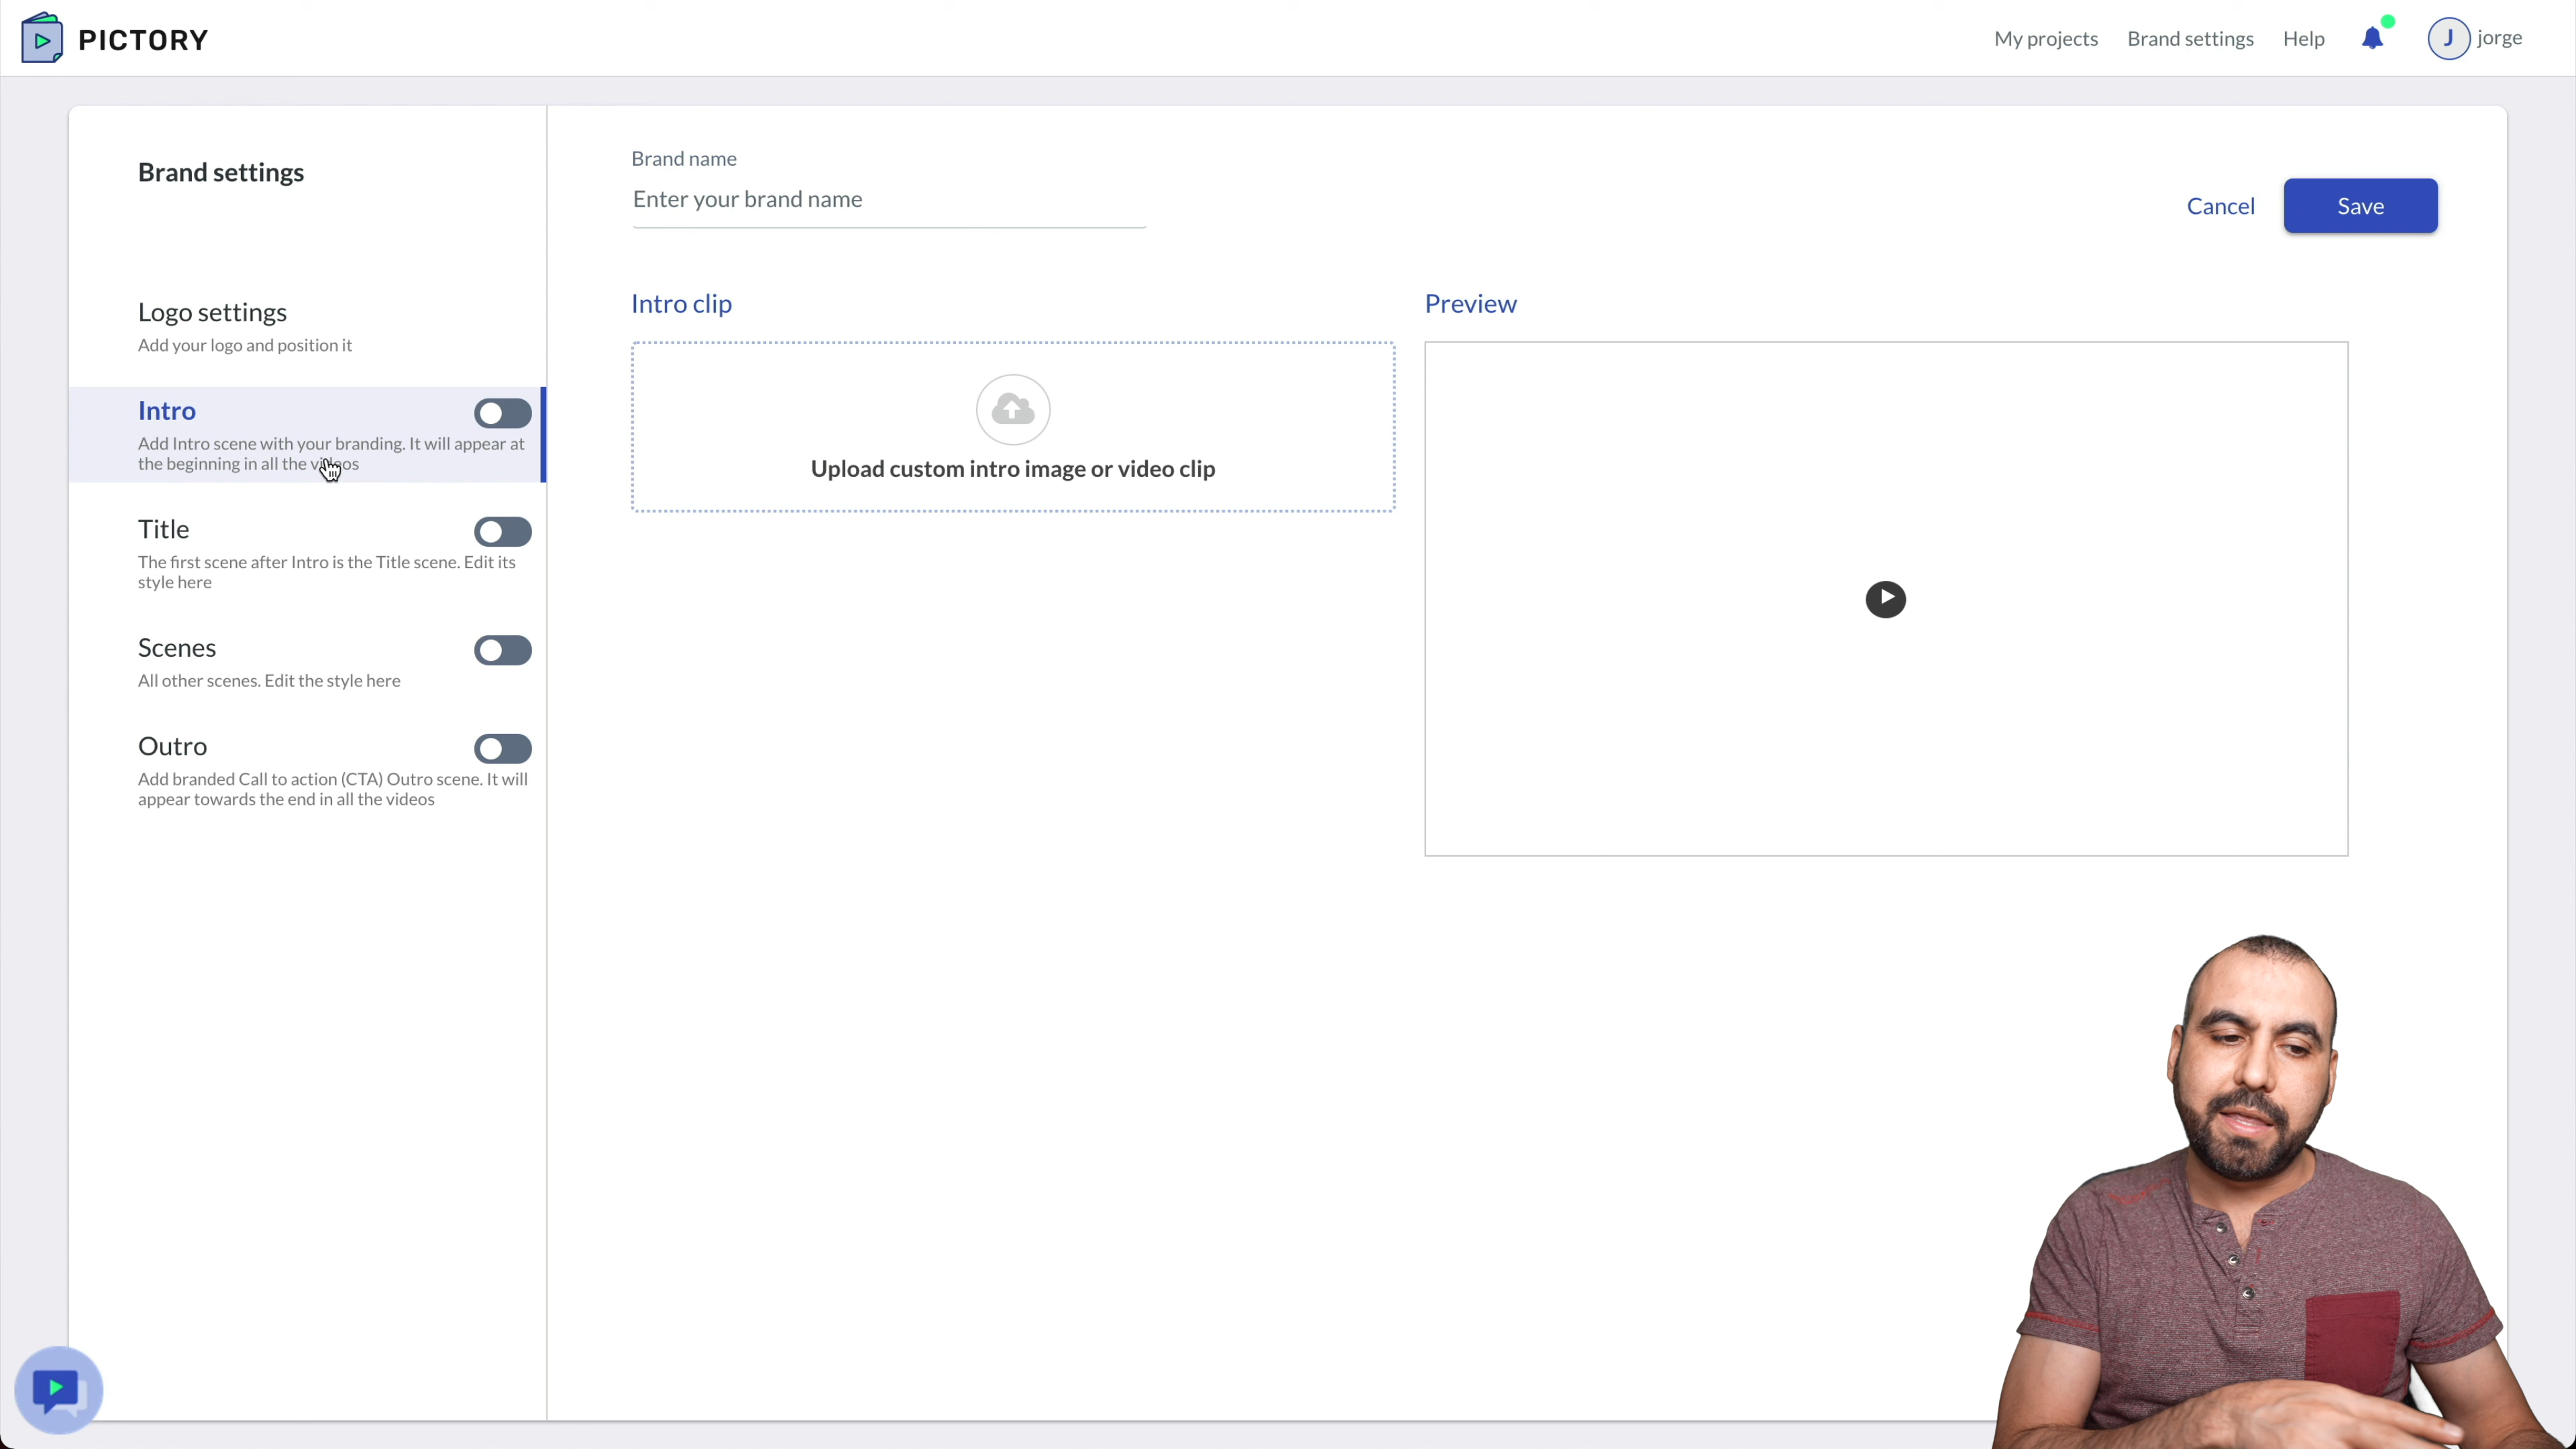 PICTORY
My projects
Brand settings
Help
J
jorge
Brand settings
Logo settings
Add your logo and position it
Intro
Add Intro scene with your branding. It will appear at
the beginning in all the videos
Title
The first scene after Intro is the Title scene. Edit its
style here
Scenes
All other scenes. Edit the style here
Outro
Add branded Call to action (CTA) Outro scene. It will
appear towards the end in all the videos
Brand name
Enter your brand name
Cancel
Save
Intro clip
Upload custom intro image or video clip
Preview